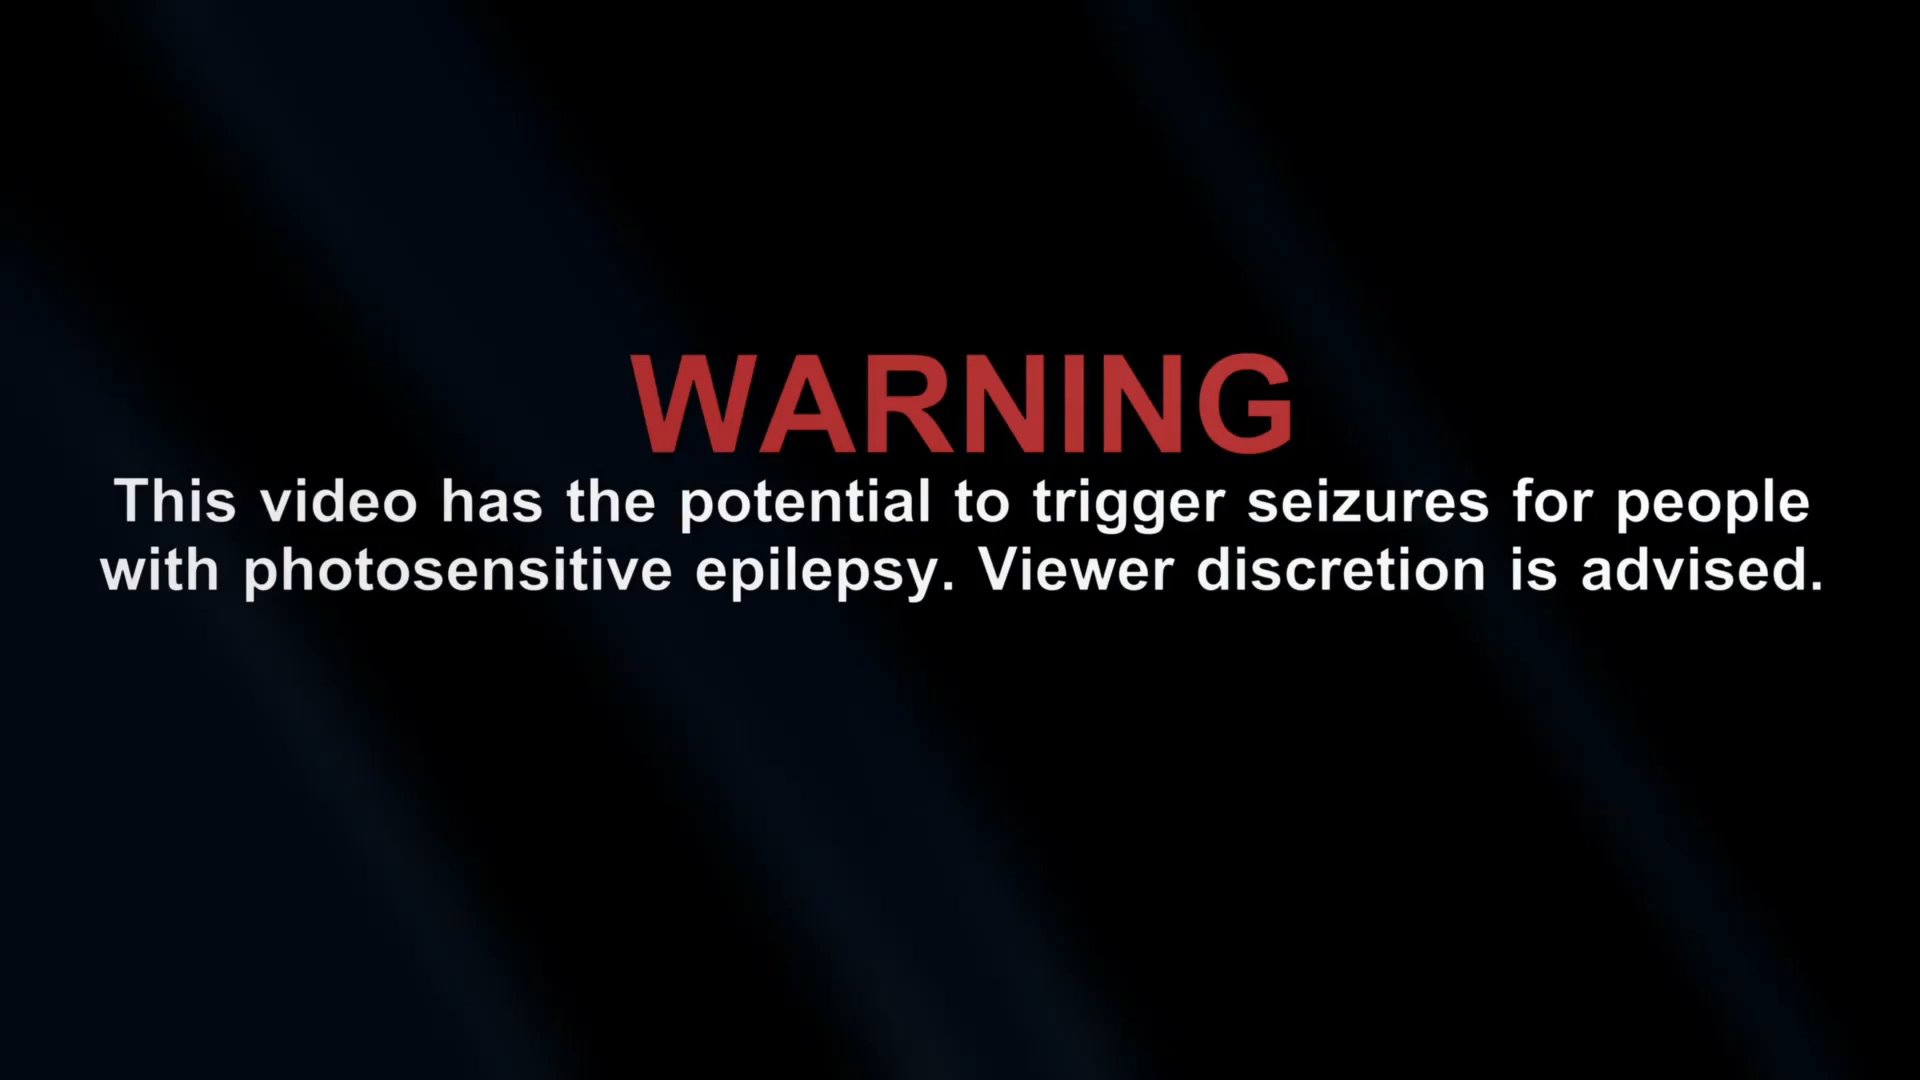 WARNING
This video has the potential to trigger seizures for people
with photosensitive epilepsy. Viewer discretion is advised.